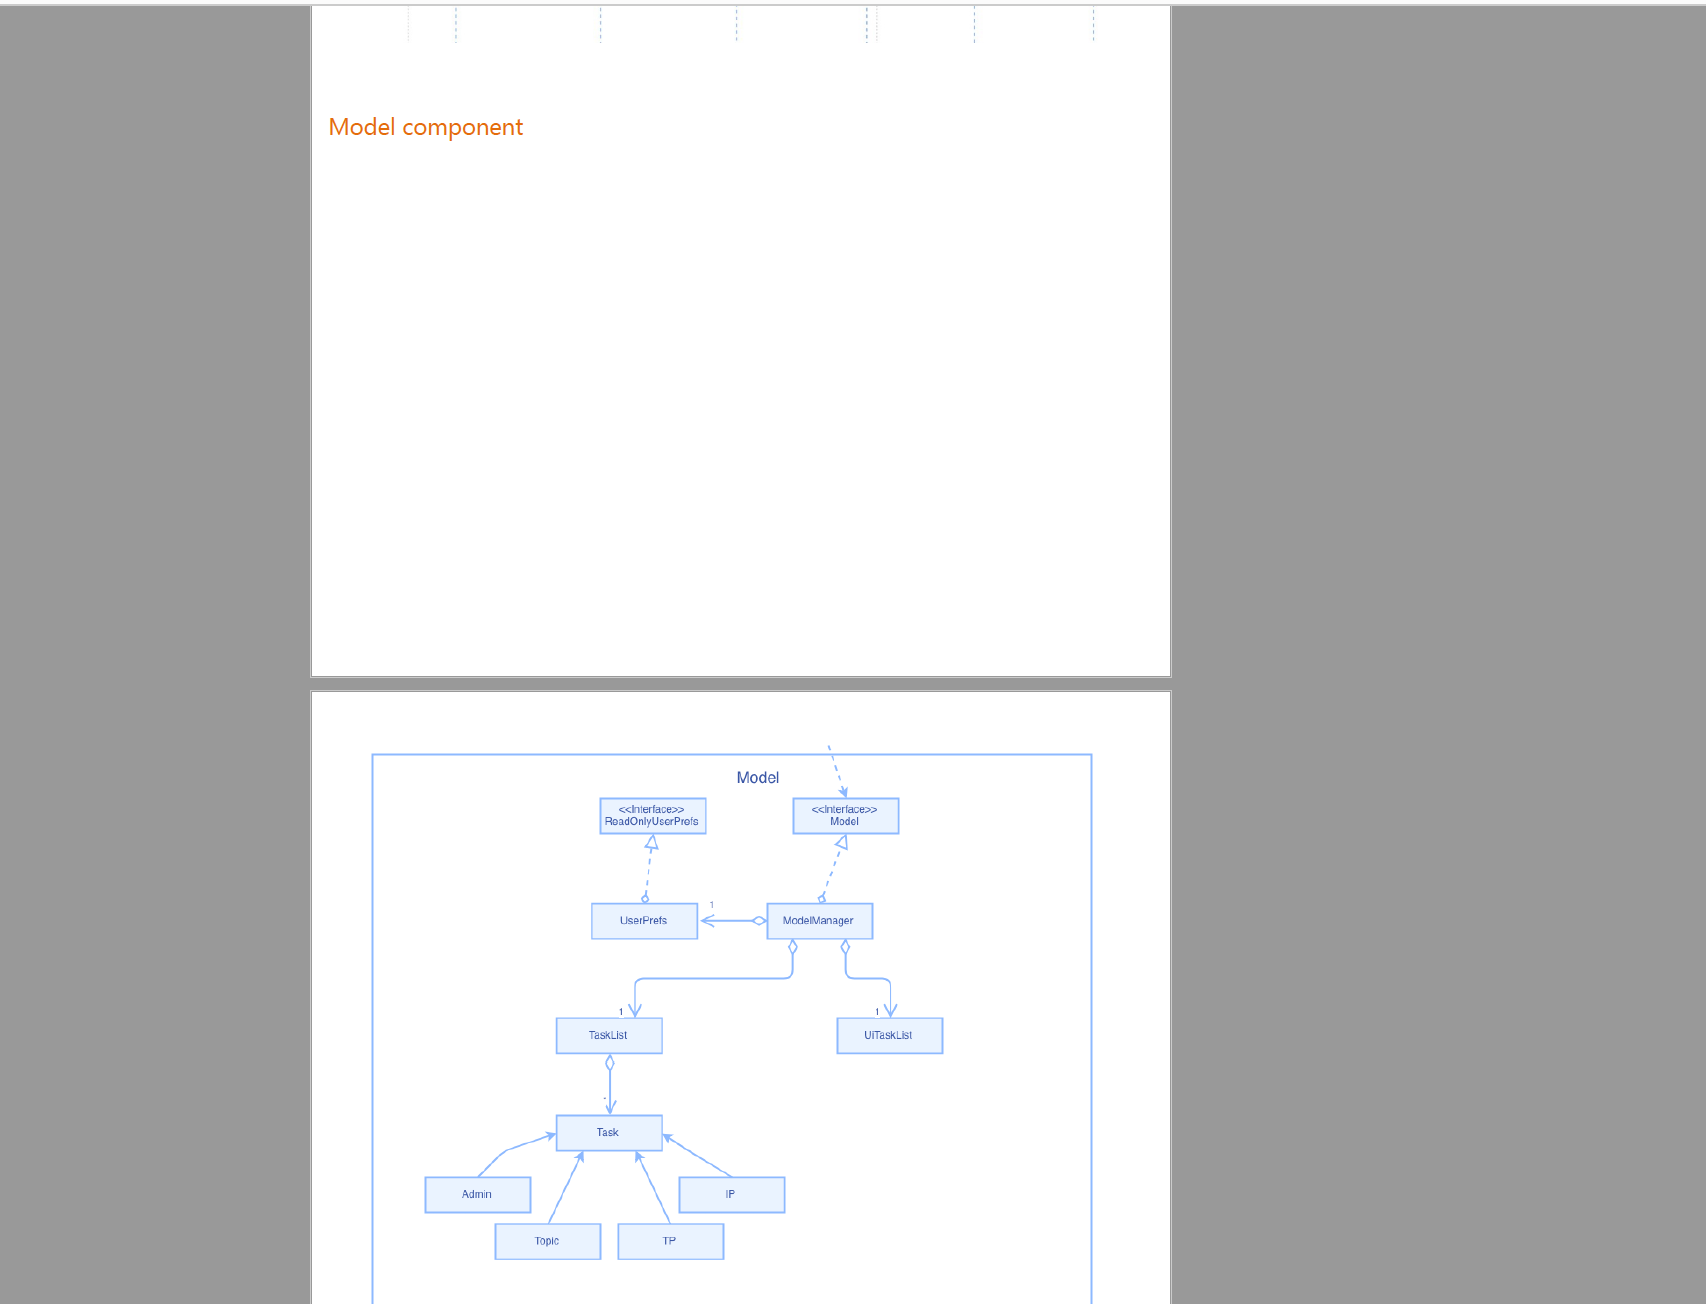 Model component
Model
<<Interface>>
ReadOnlyUserPrefs
<<Interface>>
Model
UserPrefs
1
ModelManager
1
TaskList
1
UiTaskList
Task
Admin
IP
Topic
TP